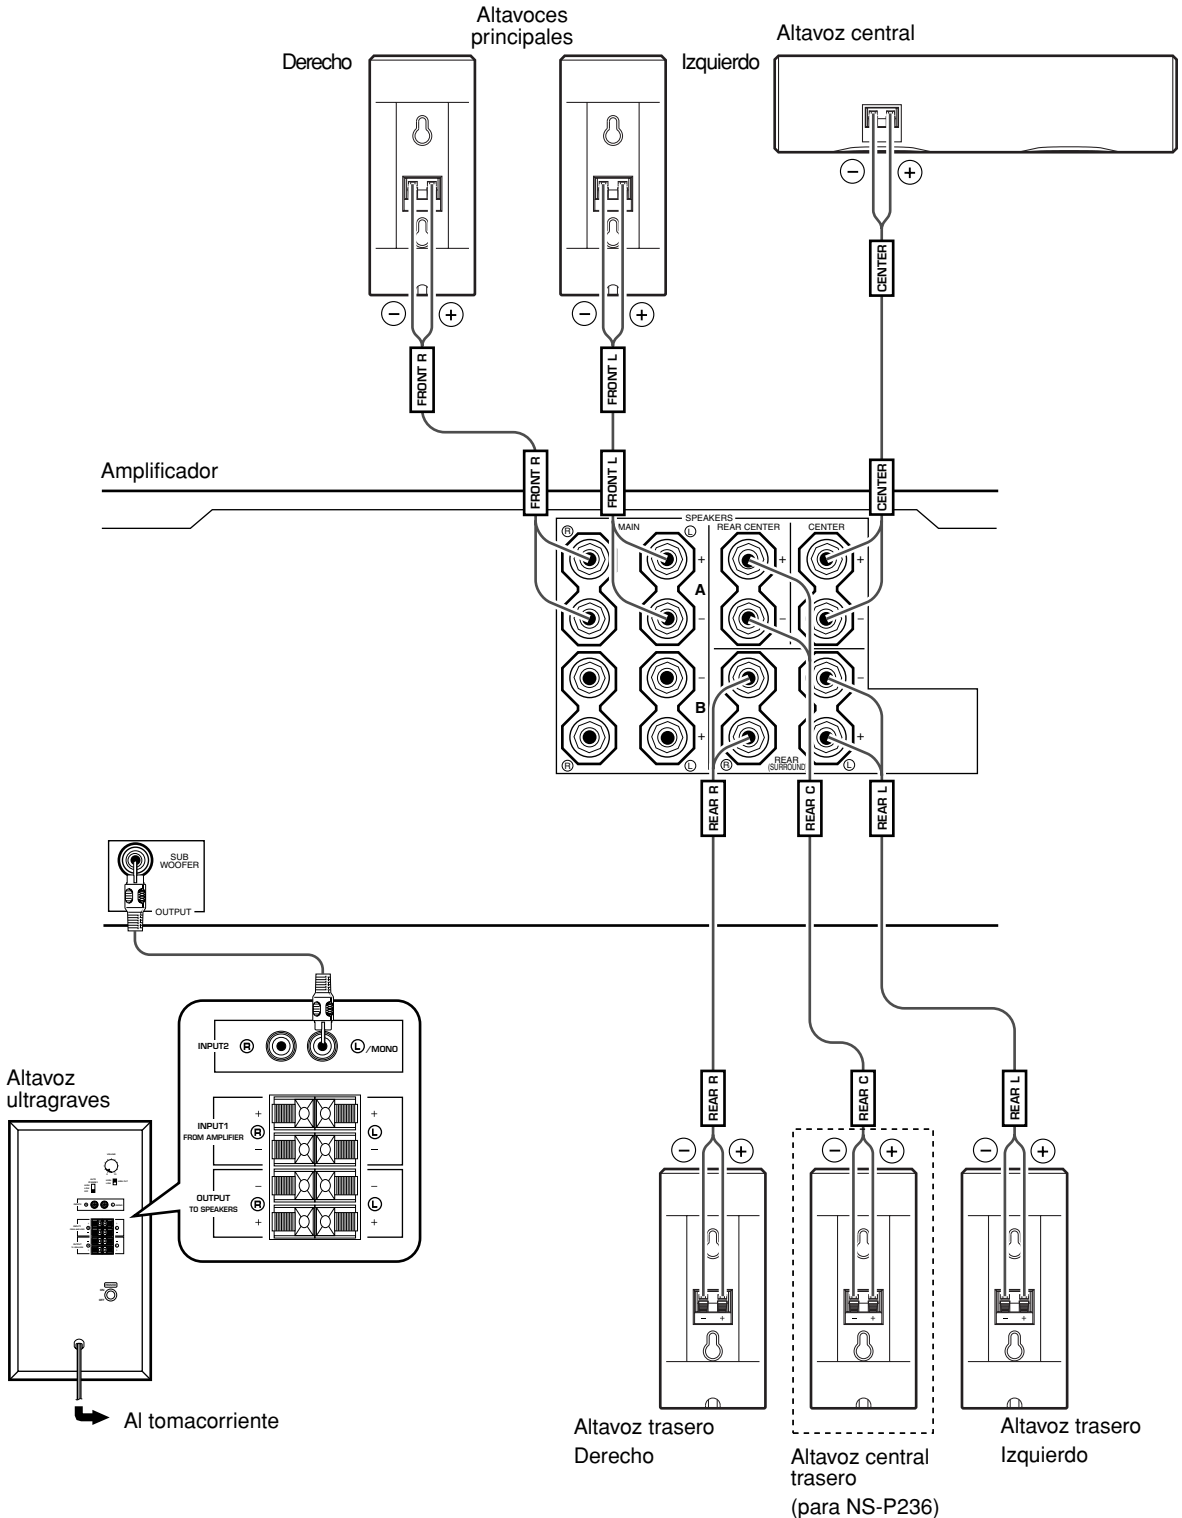 Altavoces
principales
Altavoz central
Derecho
Izquierdo
− +
− +
− +
CENTER
FRONT R
FRONT L
Amplificador
FRONT R
FRONT L
CENTER
SPEAKERS
R MAIN L
REAR CENTER
CENTER
+ + +
A
− − −
− −
B
+ +
R L R
REAR
(SURROUND)
L
REAR R
REAR C
REAR L
SUB
WOOFER
OUTPUT
INPUT2 R L /MONO
Altavoz
ultragraves
INPUT1
FROM AMPLIFIER
+ R − + L −
OUTPUT
TO SPEAKERS
− R + − L +
REAR R
REAR C
REAR L
− +
− +
− +
− +
− +
− +
Al tomacorriente
Altavoz trasero
Derecho
Altavoz central
trasero
(para NS-P236)
Altavoz trasero
Izquierdo